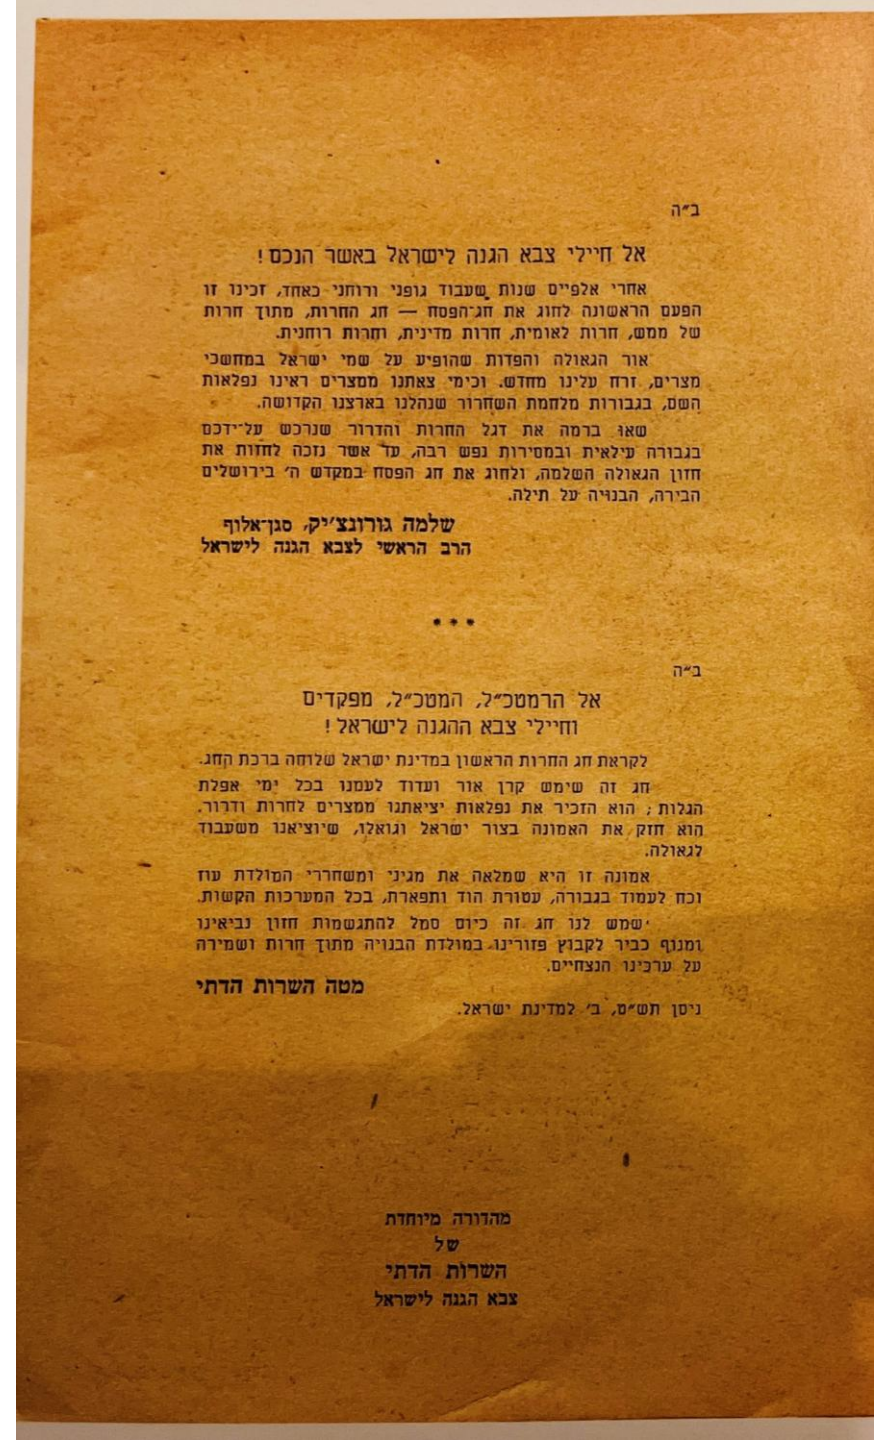 ב״ה
אל חיילי צבא הגנה לישראל באשר הנכם !
אחרי אלפיים שנות שעבוד גופני ורוחני כאחד, זכינו זו
הפעם הראשונה לחוג את חג־הפסח — חג החרות, מתוך חרות
של ממש, חרות לאומית, חרות מדינית, וחרות רוחנית.
אור הגאולה והפדות שהופיע על שמי ישראל במחשכי
מצרים, זרח עלינו מחדש. וכימי צאתנו ממצרים ראינו נפלאות
השם, בגבורות מלחמת השחרור שנהלנו בארצנו הקדושה.
שאו ברמה את דגל החרות והדרור שנרכש על־ידכם
בגבורה עילאית ובמסירות נפש רבה, עד אשר נזכה לחזות את
חזון הגאולה השלמה, ולחוג את חג הפסח במקדש ה׳ בירושלים
הבירה, הבנויה על תילה.
שלמה גורונצ׳יק, סגן־אלוף
הרב הראשי לצבא הגנה לישראל
* * *
ב״ה
אל הרמטכ״ל, המטכ״ל, מפקדים
וחיילי צבא ההגנה לישראל !
לקראת חג החרות הראשון במדינת ישראל שלוחה ברכת החג.
חג זה שימש קרן אור ועדוד לעמנו בכל ימי אפלת
הגלות ; הוא הזכיר את נפלאות יציאתנו ממצרים לחרות ודרור.
הוא חזק את האמונה בצור ישראל וגואלו, שיוציאנו משעבוד
לגאולה.
אמונה זו היא שמלאה את מגיני ומשחררי המולדת עוז
וכח לעמוד בגבורה, עטורת הוד ותפארת, בכל המערכות הקשות.
ישמש לנו חג זה כיום סמל להתגשמות חזון נביאינו
ומנוף כביר לקבוץ פזורינו במולדת הבנויה מתוך חרות ושמירה
על ערכינו הנצחיים.
מטה השרות הדתי
ניסן תש״ט, ב׳ למדינת ישראל.
מהדורה מיוחדת
של
השרות הדתי
צבא הגנה לישראל